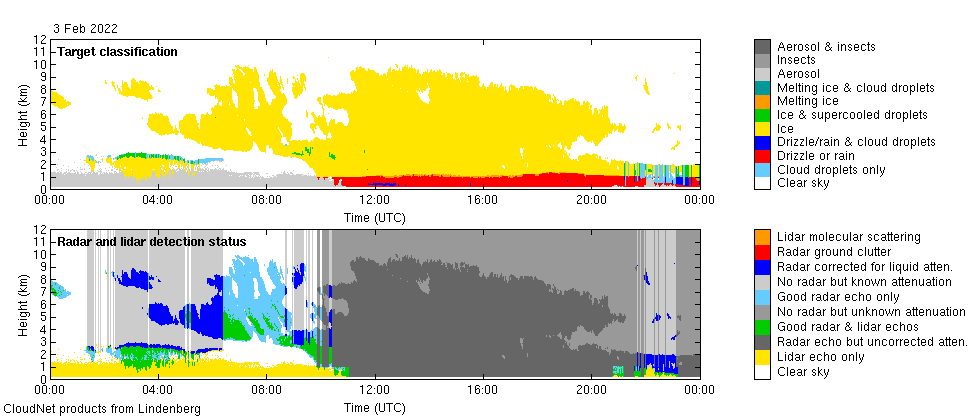 3 Feb 2022
Target classification
Height (km)
12
11
10
9
8
7
6
5
4
3
2
1
0
00:00 04:00 08:00 12:00 16:00 20:00 00:00
Time (UTC)
Aerosol & insects
Insects
Aerosol
Melting ice & cloud droplets
Melting ice
Ice & supercooled droplets
Ice
Drizzle/rain & cloud droplets
Drizzle or rain
Cloud droplets only
Clear sky
Radar and lidar detection status
Height (km)
12
11
10
9
8
7
6
5
4
3
2
1
0
00:00 04:00 08:00 12:00 16:00 20:00 00:00
Time (UTC)
Lidar molecular scattering
Radar ground clutter
Radar corrected for liquid atten.
No radar but known attenuation
Good radar echo only
No radar but unknown attenuation
Good radar & lidar echos
Radar echo but uncorrected atten.
Lidar echo only
Clear sky
CloudNet products from Lindenberg